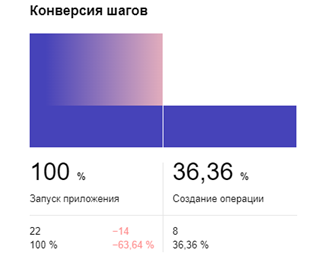 Конверсия шагов
100 % 36,36 %
Запуск приложения Создание операции
22 −14 8
100 % −63,64 % 36,36 %